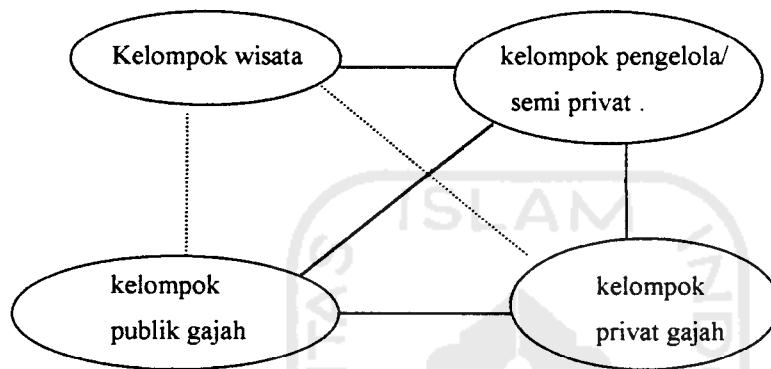 Kelompok wisata
kelompok pengelola/
semi privat .
ISLAM
kelompok
publik gajah
kelompok
privat gajah